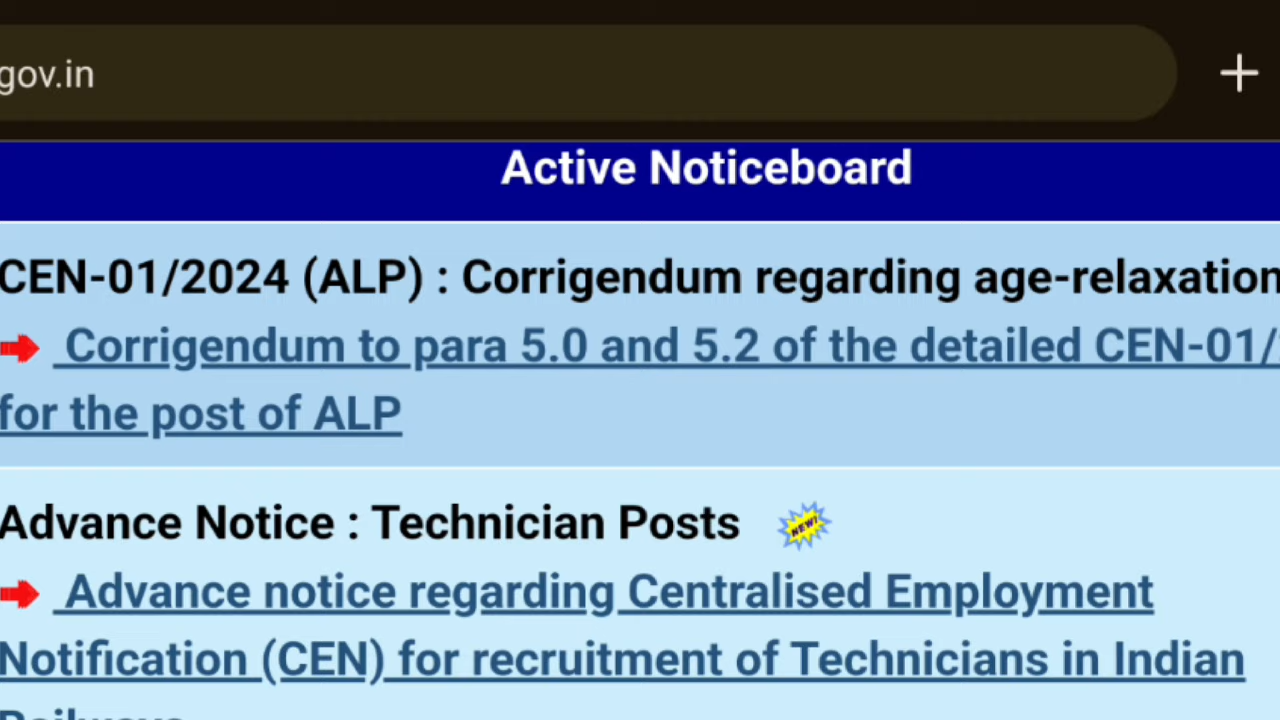 gov.in
Active Noticeboard
CEN-01/2024 (ALP) : Corrigendum regarding age-relaxation
Corrigendum to para 5.0 and 5.2 of the detailed CEN-01/
for the post of ALP
Advance Notice : Technician Posts NEW!
Advance notice regarding Centralised Employment
Notification (CEN) for recruitment of Technicians in Indian
Railways